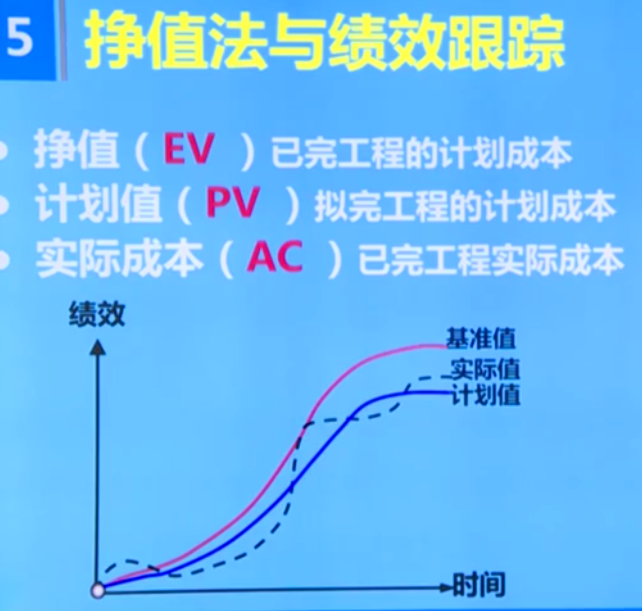 5
挣值法与绩效跟踪
挣值（EV ）已完工程的计划成本
计划值（PV ）拟完工程的计划成本
实际成本（AC ）已完工程实际成本
绩效
基准值
实际值
计划值
时间